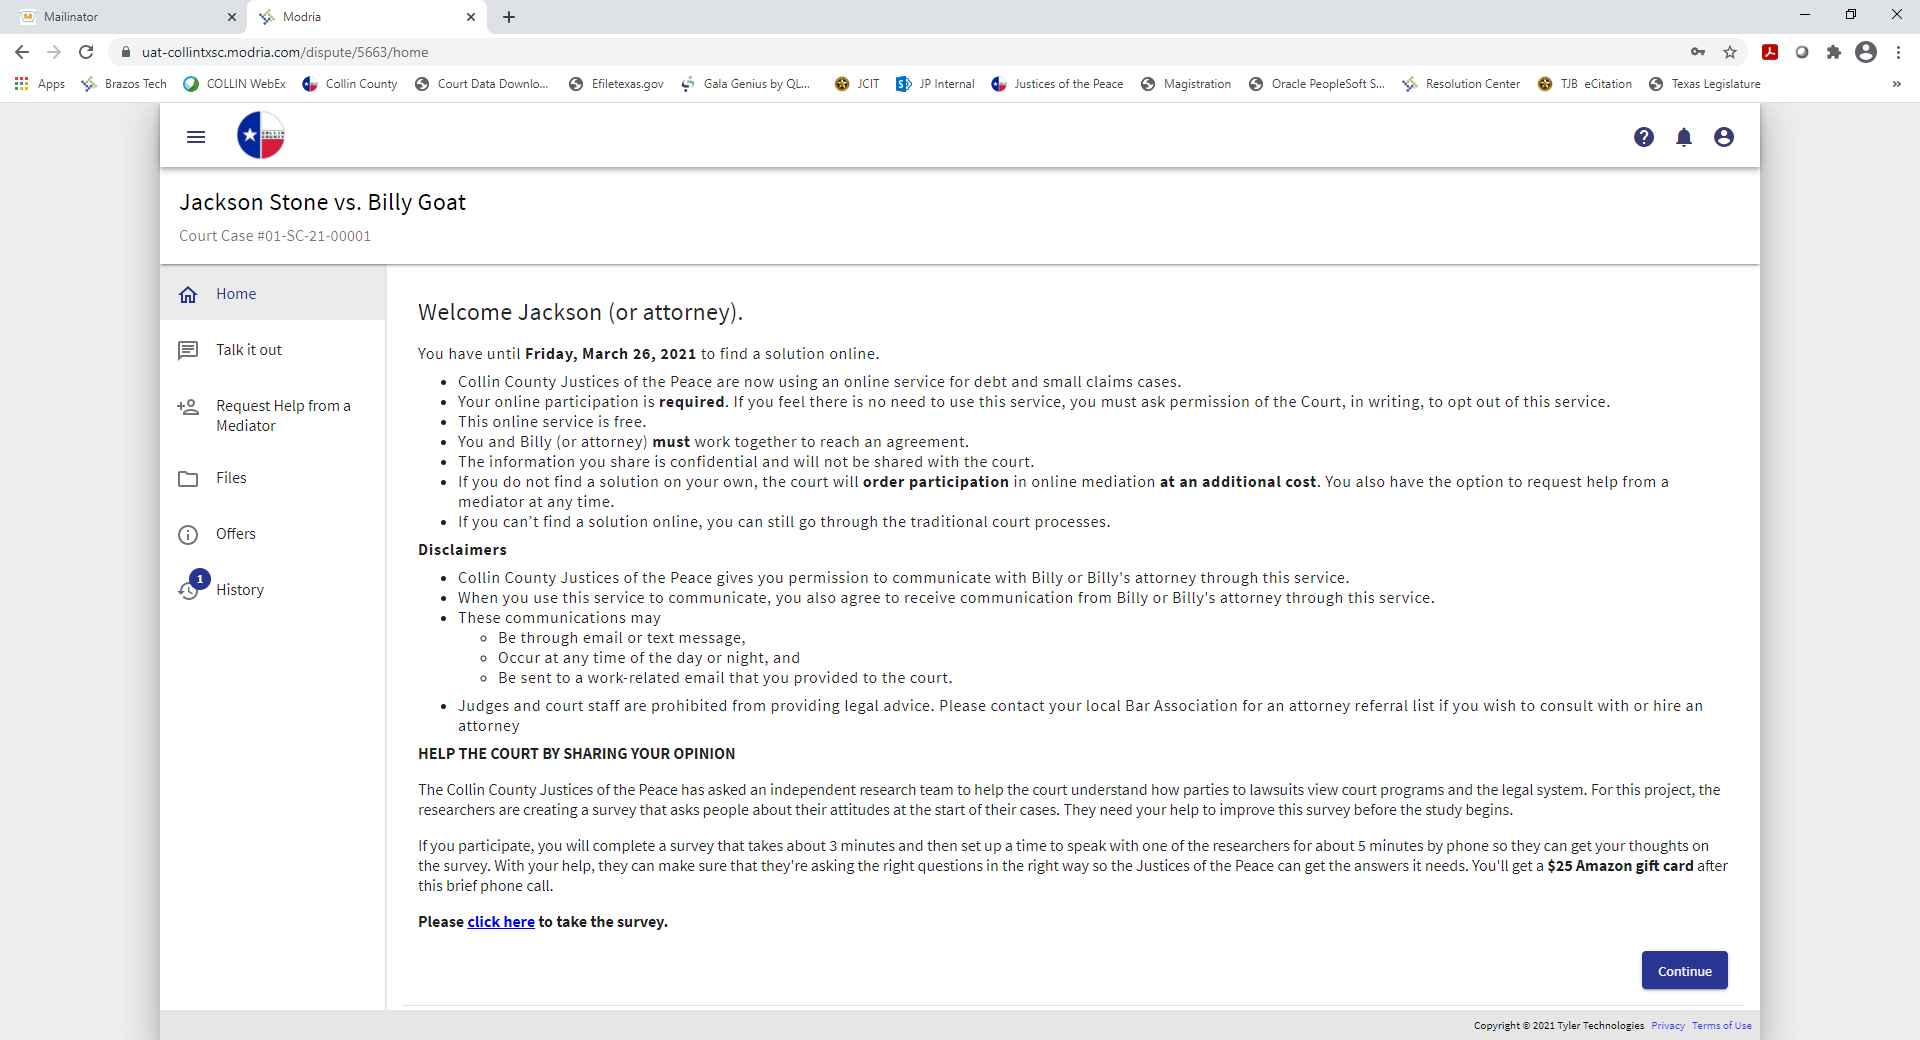 Mailinator
Modria
uat-collintxsc.modria.com/dispute/5663/home
Apps
Brazos Tech
COLLIN WebEx
Collin County
Court Data Downlo...
Efiletexas.gov
Gala Genius by QL...
JCIT
JP Internal
Justices of the Peace
Magistration
Oracle PeopleSoft S...
Resolution Center
TJB eCitation
Texas Legislature
COLLIN COUNTY
Jackson Stone vs. Billy Goat
Court Case #01-SC-21-00001
Home
Talk it out
Request Help from a
Mediator
Files
Offers
1
History
Welcome Jackson (or attorney).
You have until Friday, March 26, 2021 to find a solution online.
• Collin County Justices of the Peace are now using an online service for debt and small claims cases.
• Your online participation is required. If you feel there is no need to use this service, you must ask permission of the Court, in writing, to opt out of this service.
• This online service is free.
• You and Billy (or attorney) must work together to reach an agreement.
• The information you share is confidential and will not be shared with the court.
• If you do not find a solution on your own, the court will order participation in online mediation at an additional cost. You also have the option to request help from a
mediator at any time.
• If you can’t find a solution online, you can still go through the traditional court processes.
Disclaimers
• Collin County Justices of the Peace gives you permission to communicate with Billy or Billy's attorney through this service.
• When you use this service to communicate, you also agree to receive communication from Billy or Billy's attorney through this service.
• These communications may
◦ Be through email or text message,
◦ Occur at any time of the day or night, and
◦ Be sent to a work-related email that you provided to the court.
• Judges and court staff are prohibited from providing legal advice. Please contact your local Bar Association for an attorney referral list if you wish to consult with or hire an
attorney
HELP THE COURT BY SHARING YOUR OPINION
The Collin County Justices of the Peace has asked an independent research team to help the court understand how parties to lawsuits view court programs and the legal system. For this project, the
researchers are creating a survey that asks people about their attitudes at the start of their cases. They need your help to improve this survey before the study begins.
If you participate, you will complete a survey that takes about 3 minutes and then set up a time to speak with one of the researchers for about 5 minutes by phone so they can get your thoughts on
the survey. With your help, they can make sure that they're asking the right questions in the right way so the Justices of the Peace can get the answers it needs. You'll get a $25 Amazon gift card after
this brief phone call.
Please click here to take the survey.
Continue
Copyright © 2021 Tyler Technologies Privacy Terms of Use